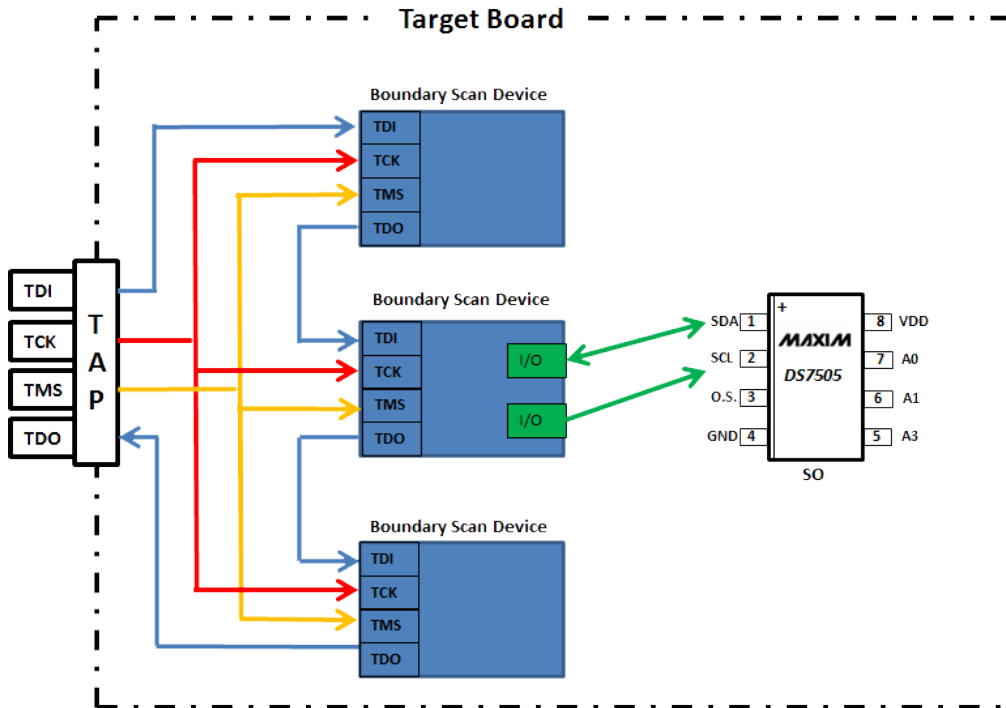 Target Board
Boundary Scan Device
TDI
TCK
TMS
TDO
TDI
TCK
TMS
TDO
TAP
Boundary Scan Device
TDI
TCK
TMS
TDO
I/O
I/O
SDA 1
SCL 2
O.S. 3
GND 4
+
MAXIM
DS7505
8 VDD
7 A0
6 A1
5 A3
SO
Boundary Scan Device
TDI
TCK
TMS
TDO